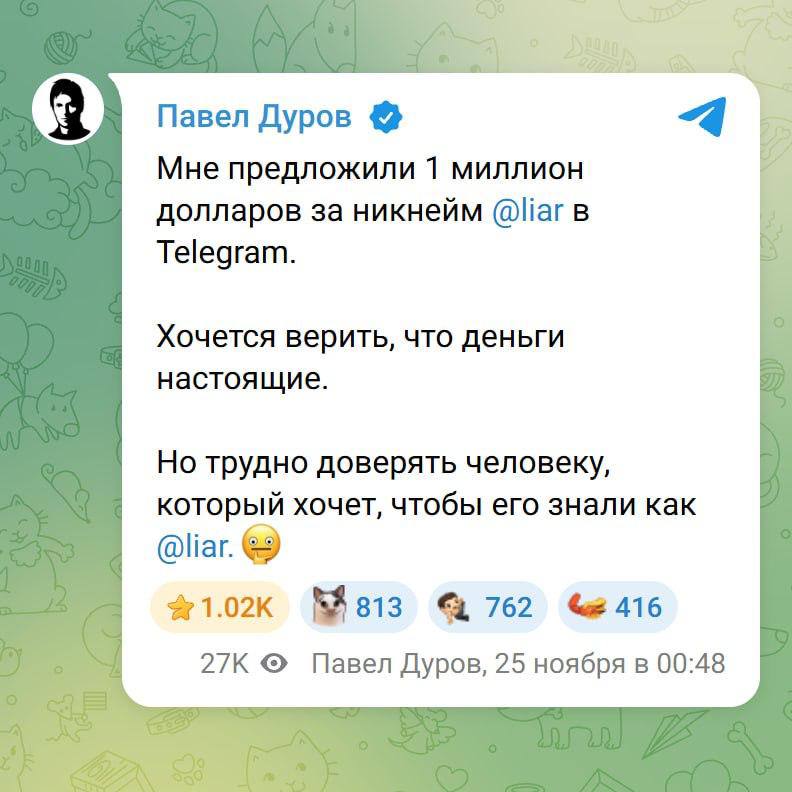 Павел Дуров
Мне предложили 1 миллион
долларов за никнейм @liar в
Telegram.
Хочется верить, что деньги
настоящие.
Но трудно доверять человеку,
который хочет, чтобы его знали как
@liar. 🤔
1.02K 813 762 416
27K Павел Дуров, 25 ноября в 00:48